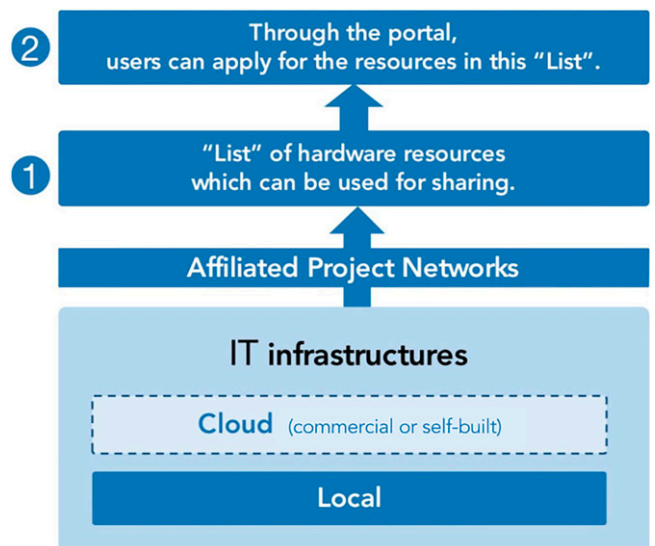 2
Through the portal,
users can apply for the resources in this “List”.
1
“List” of hardware resources
which can be used for sharing.
Affiliated Project Networks
IT infrastructures
Cloud (commercial or self-built)
Local